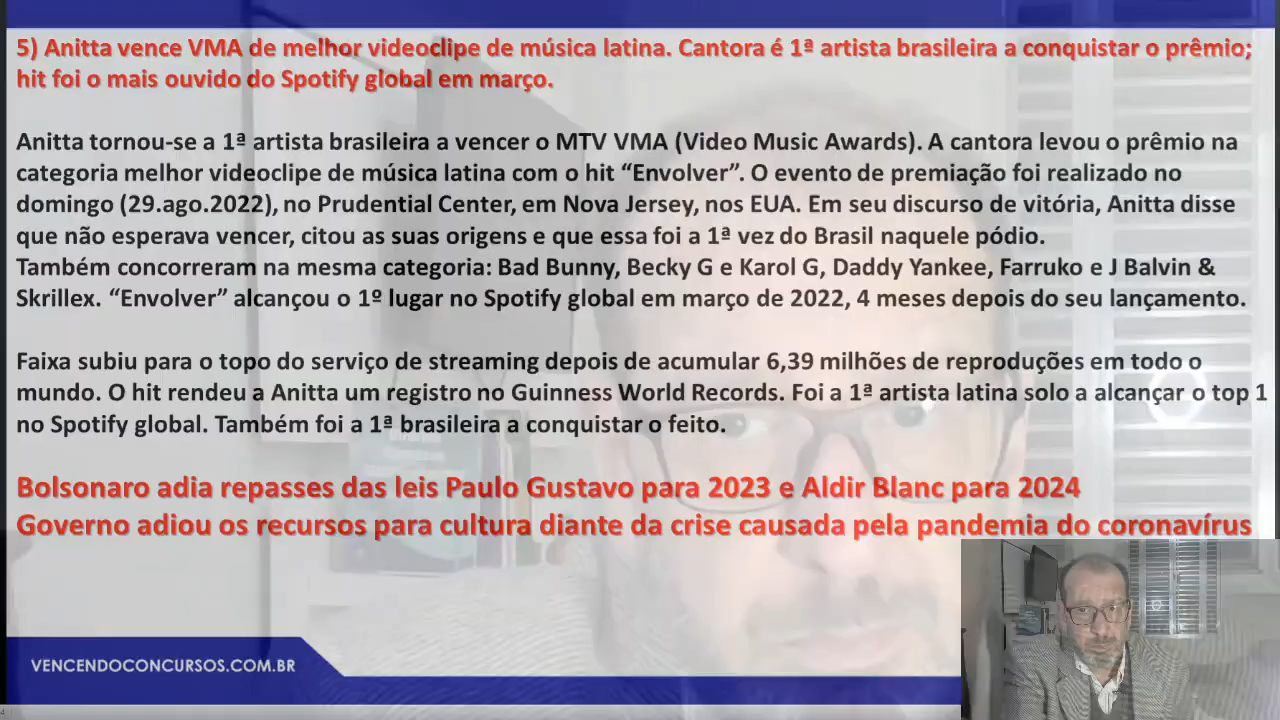 5) Anitta vence VMA de melhor videoclipe de música latina. Cantora é 1ª artista brasileira a conquistar o prêmio;
hit foi o mais ouvido do Spotify global em março.
Anitta tornou-se a 1ª artista brasileira a vencer o MTV VMA (Video Music Awards). A cantora levou o prêmio na
categoria melhor videoclipe de música latina com o hit “Envolver”. O evento de premiação foi realizado no
domingo (29.ago.2022), no Prudential Center, em Nova Jersey, nos EUA. Em seu discurso de vitória, Anitta disse
que não esperava vencer, citou as suas origens e que essa foi a 1ª vez do Brasil naquele pódio.
Também concorreram na mesma categoria: Bad Bunny, Becky G e Karol G, Daddy Yankee, Farruko e J Balvin &
Skrillex. “Envolver” alcançou o 1º lugar no Spotify global em março de 2022, 4 meses depois do seu lançamento.
Faixa subiu para o topo do serviço de streaming depois de acumular 6,39 milhões de reproduções em todo o
mundo. O hit rendeu a Anitta um registro no Guinness World Records. Foi a 1ª artista latina solo a alcançar o top 1
no Spotify global. Também foi a 1ª brasileira a conquistar o feito.
Bolsonaro adia repasses das leis Paulo Gustavo para 2023 e Aldir Blanc para 2024
Governo adiou os recursos para cultura diante da crise causada pela pandemia do coronavírus
VENCENDOCONCURSOS.COM.BR
4